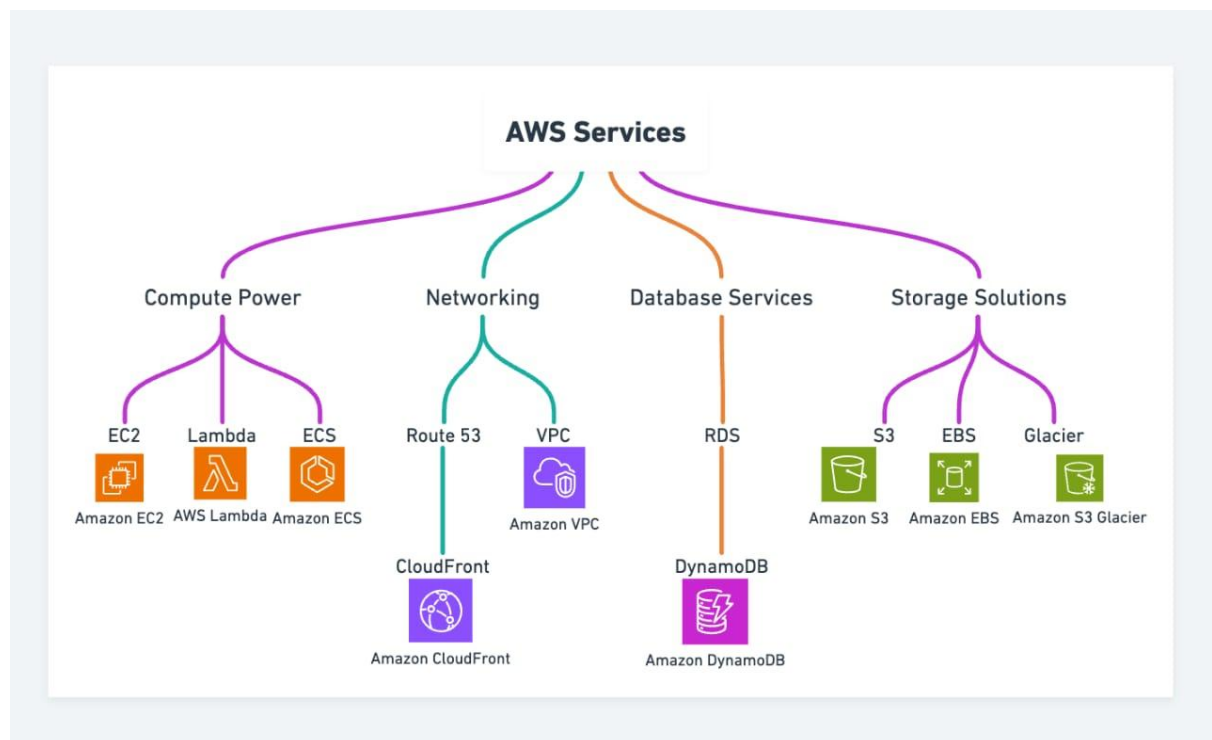 AWS Services
Compute Power
Networking
Database Services
Storage Solutions
EC2
Lambda
ECS
Route 53
VPC
RDS
S3
EBS
Glacier
Amazon EC2
AWS Lambda
Amazon ECS
Amazon VPC
Amazon S3
Amazon EBS
Amazon S3 Glacier
CloudFront
DynamoDB
Amazon CloudFront
Amazon DynamoDB